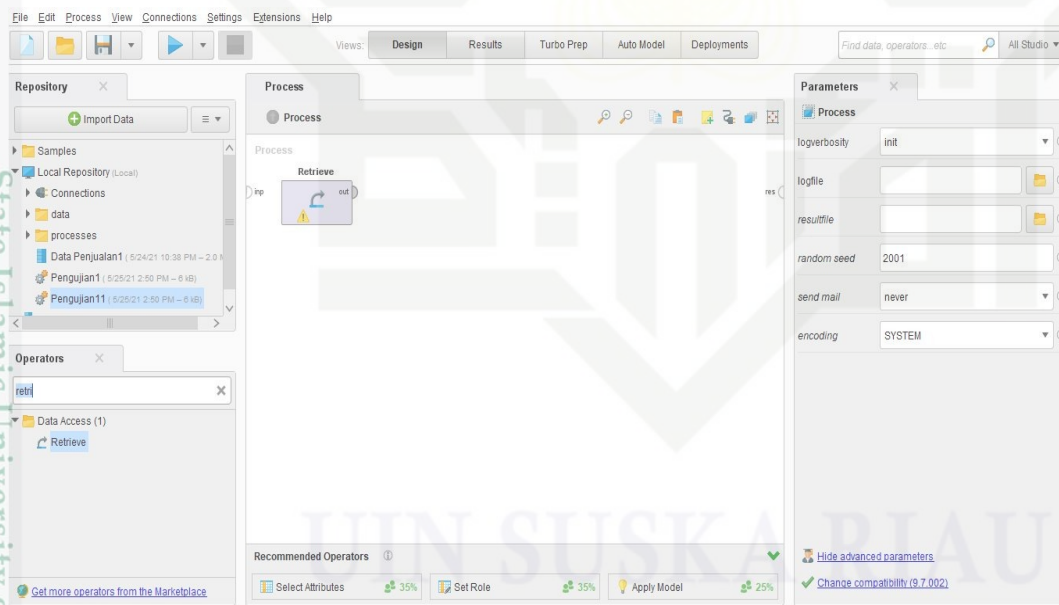 File Edit Process View Connections Settings Extensions Help
Views: Design Results Turbo Prep Auto Model Deployments
Find data, operators...etc All Studio
Repository
Import Data
Samples
Local Repository (Local)
Connections
data
processes
Data Penjualan1 ( 5/24/21 10:38 PM – 2.0 
Pengujian1 ( 5/25/21 2:50 PM – 6 kB)
Pengujian11 ( 5/25/21 2:50 PM – 6 kB)
Operators
retri
Data Access (1)
Retrieve
Get more operators from the Marketplace
Process
Process
Process
Retrieve
inp
out
res
Recommended Operators
Select Attributes 35%
Set Role 35%
Apply Model 25%
Parameters
Process
logverbosity init
logfile
resultfile
random seed 2001
send mail never
encoding SYSTEM
Hide advanced parameters
Change compatibility (9.7.002)
UIN SUSKA RIAU